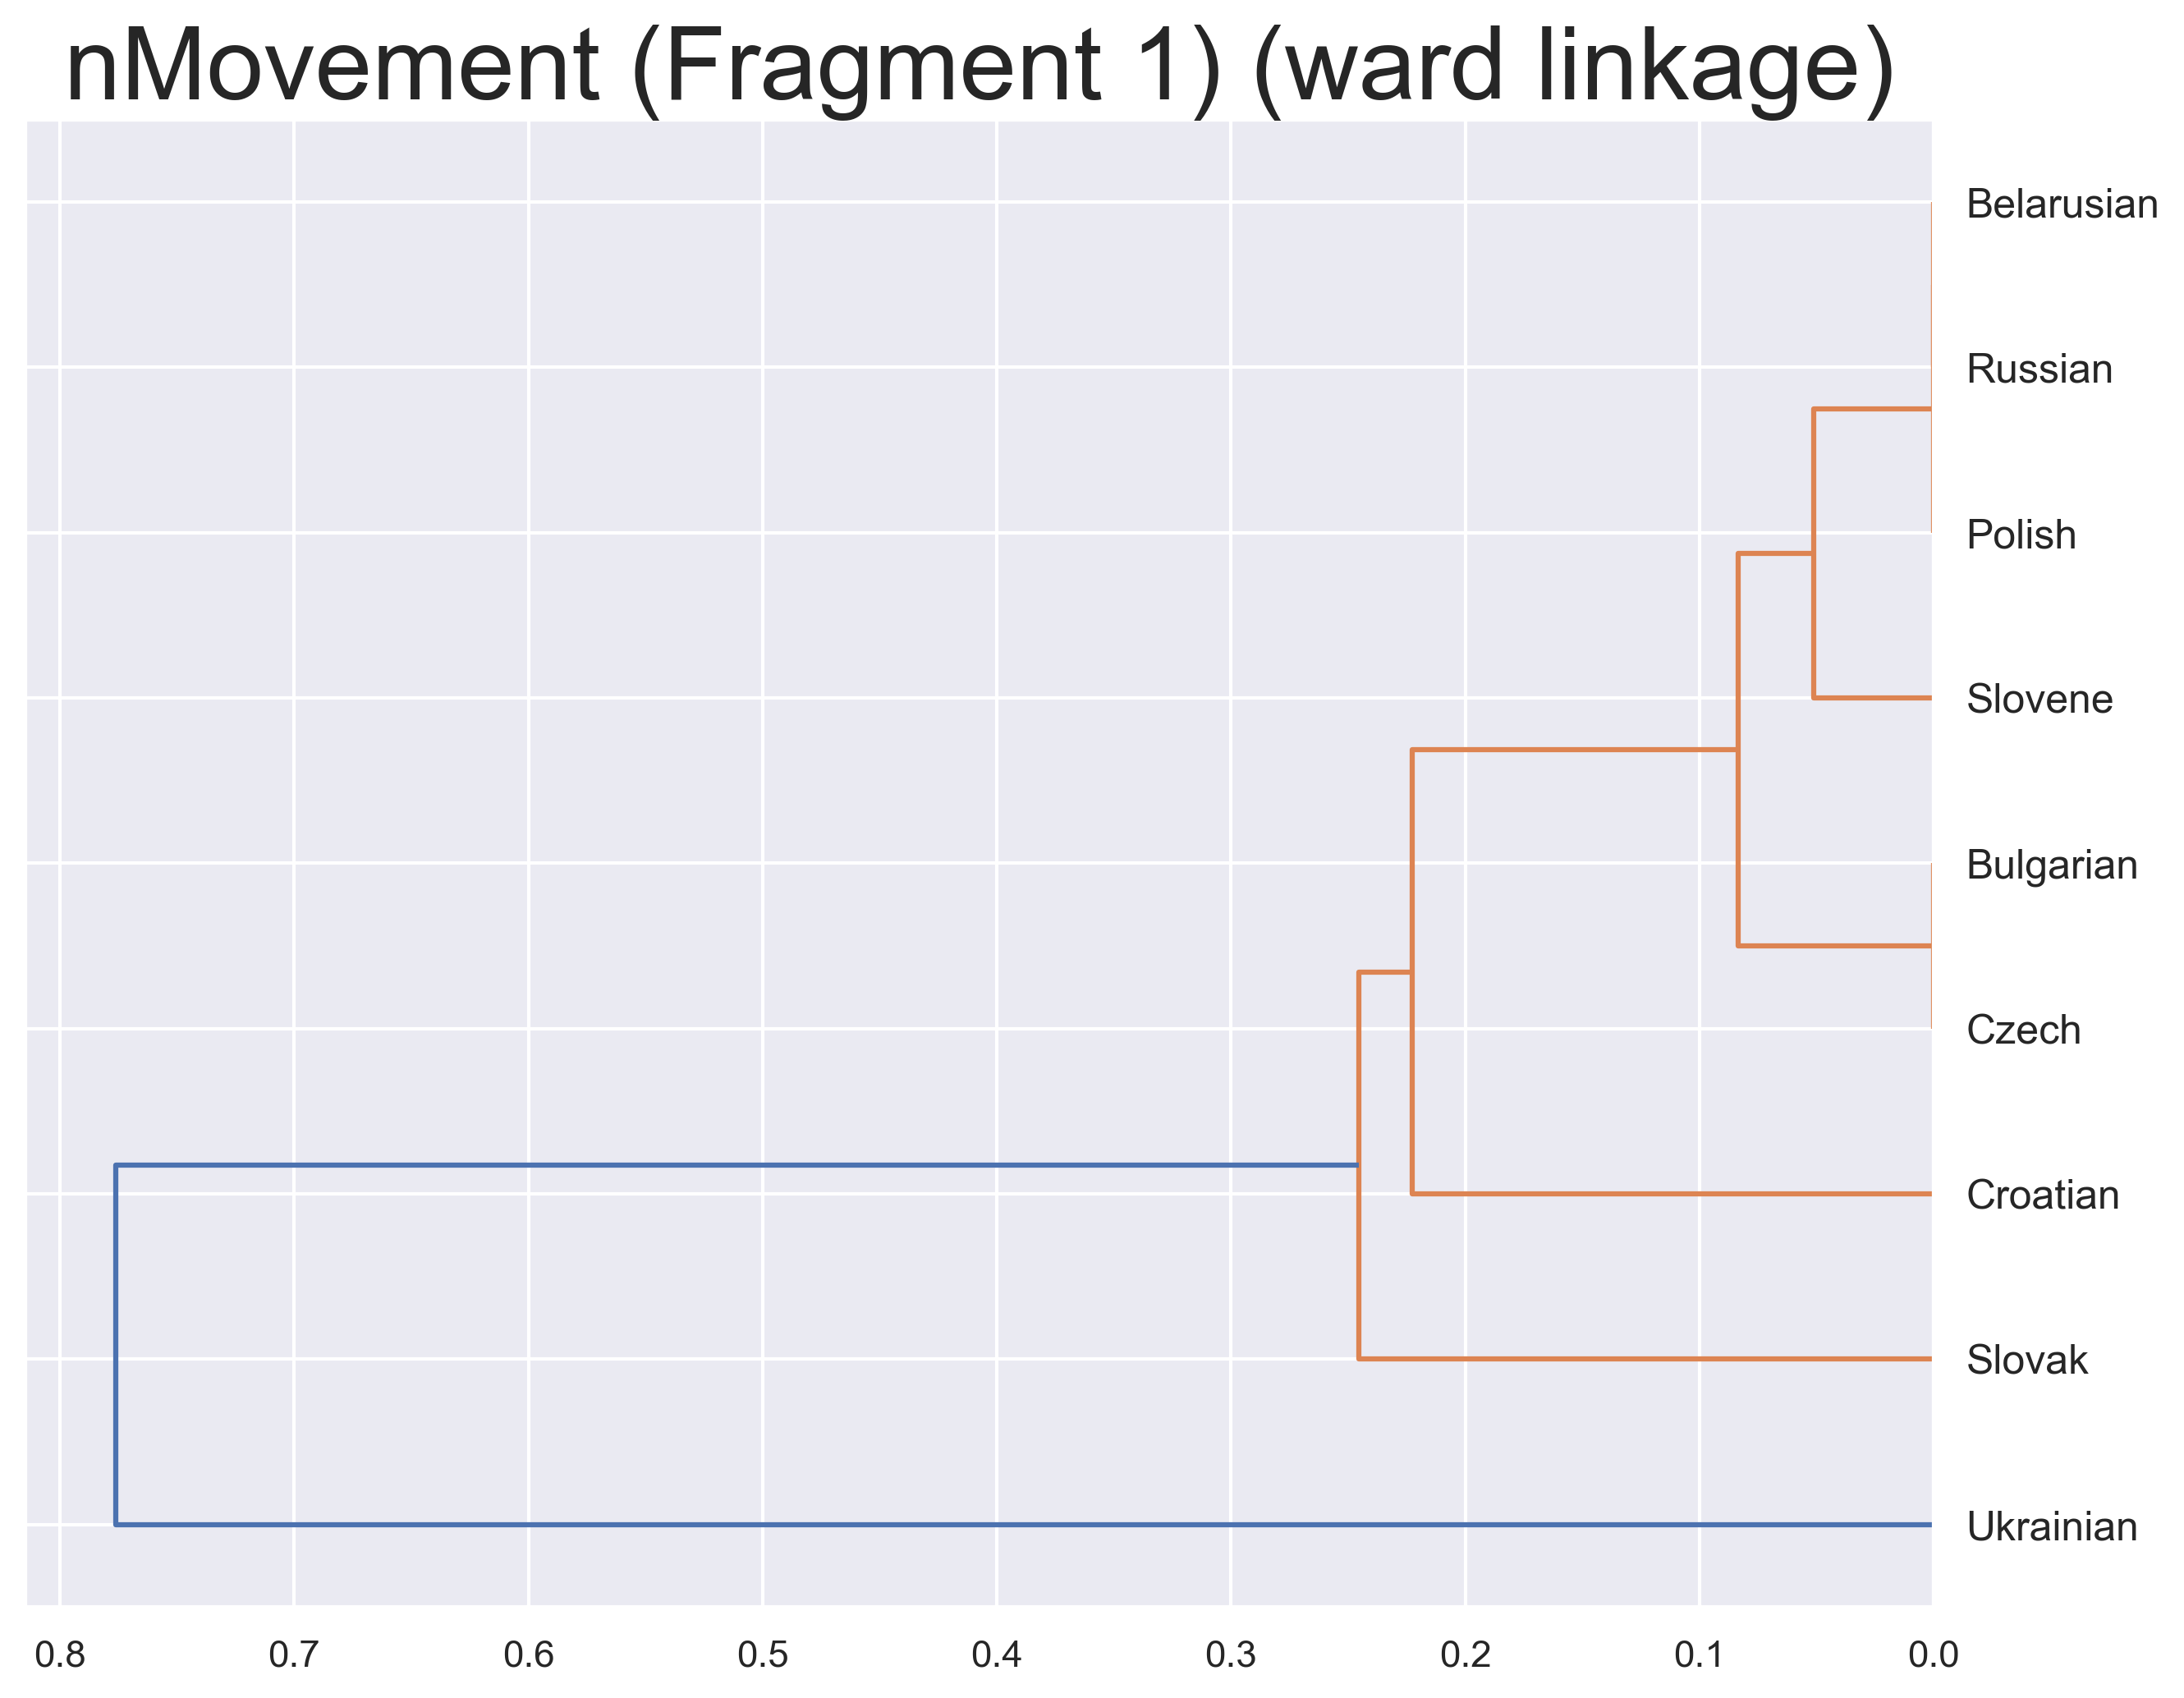 nMovement (Fragment 1) (ward linkage)
Belarusian
Russian
Polish
Slovene
Bulgarian
Czech
Croatian
Slovak
Ukrainian
0.8 0.7 0.6 0.5 0.4 0.3 0.2 0.1 0.0